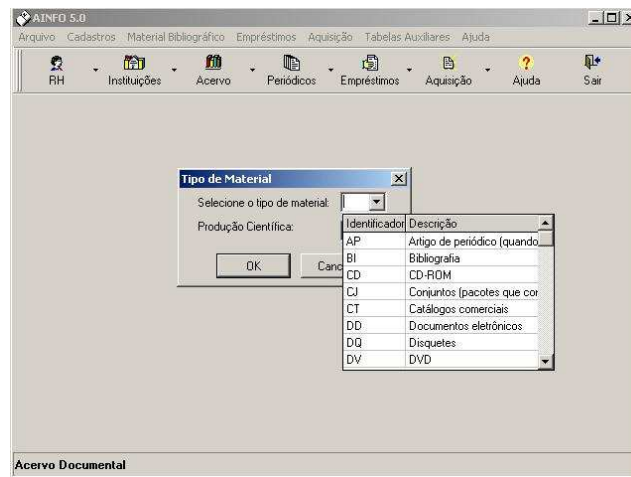 AINFO 5.0
Arquivo Cadastros Material Bibliográfico Empréstimos Aquisição Tabelas Auxiliares Ajuda
RH Instituições Acervo Periódicos Empréstimos Aquisição Ajuda Sair
Tipo de Material
Selecione o tipo de material:
Produção Científica:
OK Canc
Identificador Descrição
AP Artigo de periódico (quando
BI Bibliografia
CD CD-ROM
CJ Conjuntos (pacotes que cor
CT Catálogos comerciais
DD Documentos eletrônicos
DQ Disquetes
DV DVD
Acervo Documental